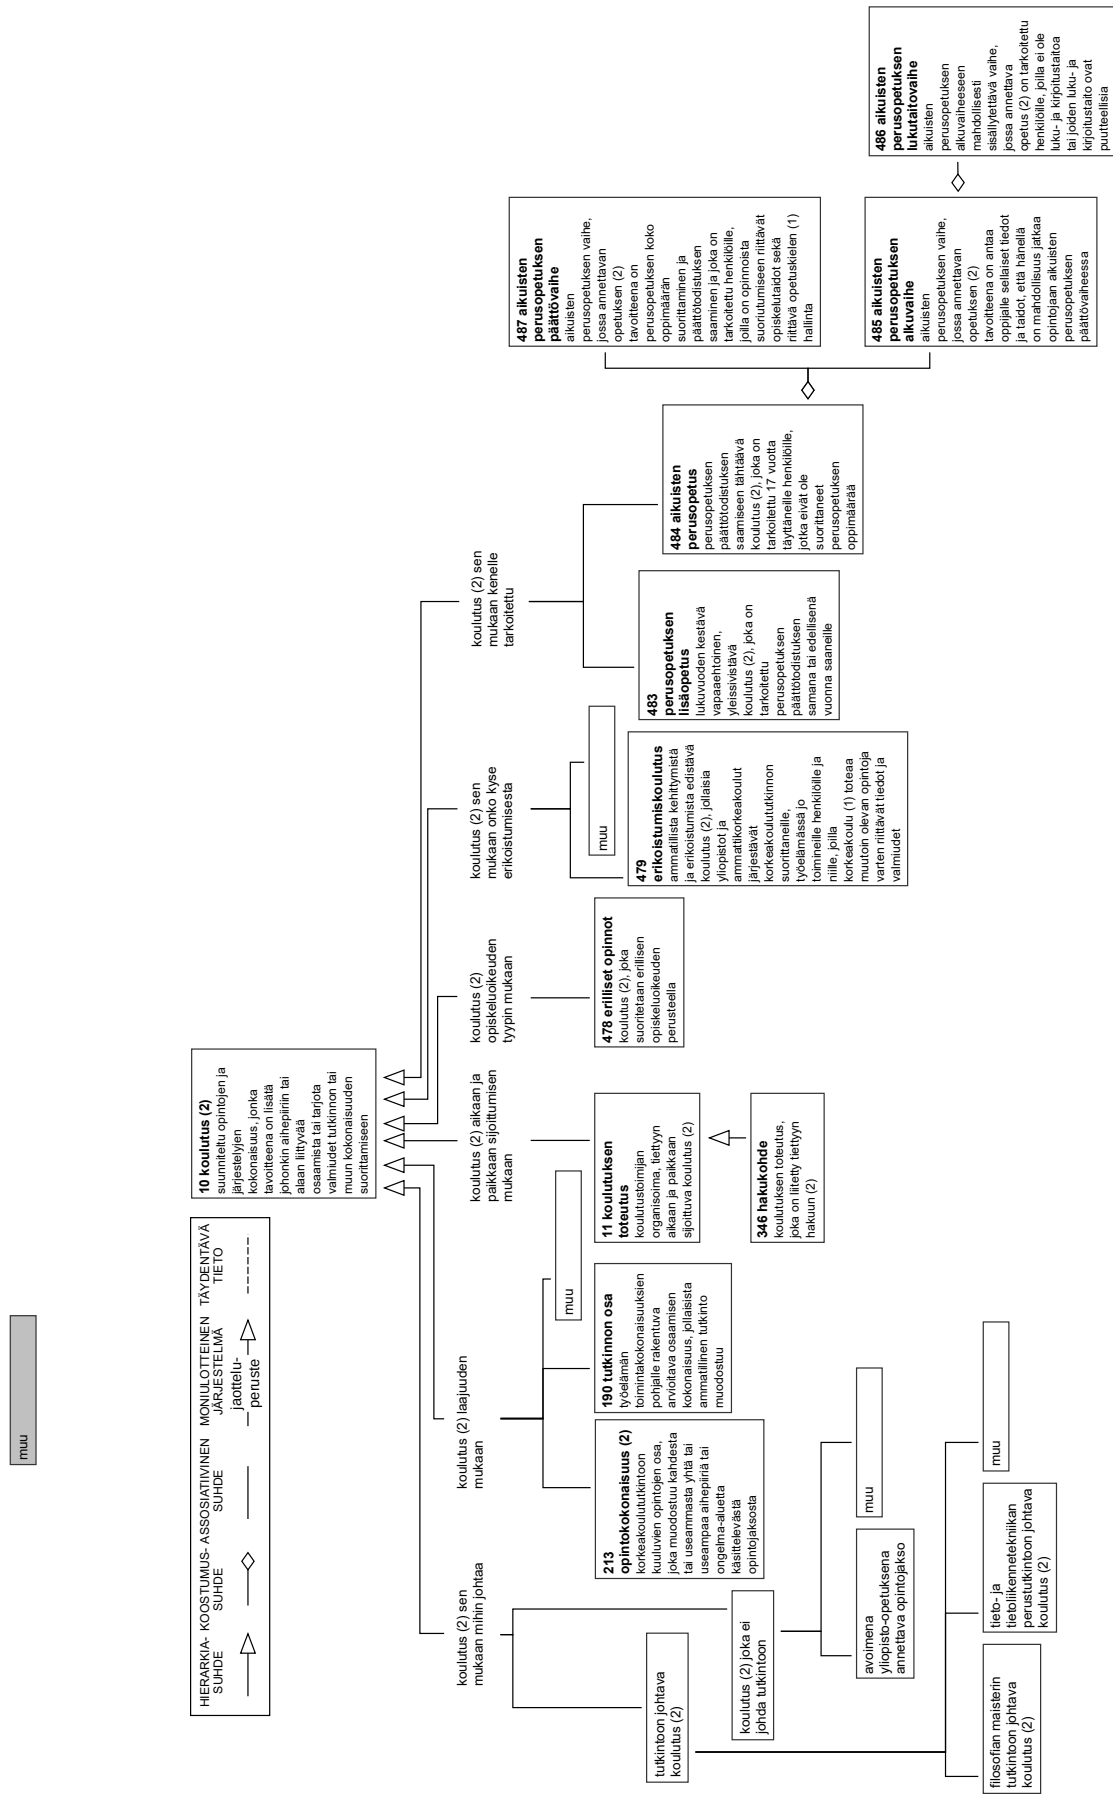 muu
HIERARKIA-
SUHDE
KOOSTUMUS-
SUHDE
ASSOSIATIIVINEN
SUHDE
MONIULOTTEINEN
JÄRJESTELMÄ
jaottelu-
peruste
TÄYDENTÄVÄ
TIETO
10 koulutus (2)
suunniteltu opintojen ja
järjestelyjen
kokonaisuus, jonka
tavoitteena on lisätä
johonkin aihepiiriin tai
alaan liittyvää
osaamista tai tarjota
valmiudet tutkinnon tai
muun kokonaisuuden
suorittamiseen
koulutus (2) sen
mukaan mihin johtaa
koulutus (2) laajuuden
mukaan
koulutus (2) aikaan ja
paikkaan sijoittumisen
mukaan
koulutus (2)
opiskeluoikeuden
tyypin mukaan
koulutus (2) sen
mukaan onko kyse
erikoistumisesta
koulutus (2) sen
mukaan kenelle
tarkoitettu
tutkintoon johtava
koulutus (2)
koulutus (2) joka ei
johda tutkintoon
213
opintokokonaisuus (2)
korkeakoulututkintoon
kuuluvien opintojen osa,
joka muodostuu kahdesta
tai useammasta yhtä tai
useampaa aihepiiriä tai
ongelma-aluetta
käsittelevästä
opintojaksosta
190 tutkinnon osa
työelämän
toimintakokonaisuuksien
pohjalle rakentuva
arvioitava osaamisen
kokonaisuus, jollaisista
ammatillinen tutkinto
muodostuu
muu
11 koulutuksen
toteutus
koulutustoimijan
organisoima, tiettyyn
aikaan ja paikkaan
sijoittuva koulutus (2)
346 hakukohde
koulutuksen toteutus,
joka on liitetty tiettyyn
hakuun (2)
478 erilliset opinnot
koulutus (2), joka
suoritetaan erillisen
opiskeluoikeuden
perusteella
479
erikoistumiskoulutus
ammatillista kehittymistä
ja erikoistumista edistävä
koulutus (2), jollaisia
yliopistot ja
ammattikorkeakoulut
järjestävät
korkeakoulututkinnon
suorittaneille,
työelämässä jo
toimineille henkilöille ja
niille, joilla
korkeakoulu (1) toteaa
muutoin olevan opintoja
varten riittävät tiedot ja
valmiudet
muu
483
perusopetuksen
lisäopetus
lukuvuoden kestävä
vapaaehtoinen,
yleissivistävä
koulutus (2), joka on
tarkoitettu
perusopetuksen
päättötodistuksen
samana tai edellisenä
vuonna saaneille
484 aikuisten
perusopetus
perusopetuksen
päättötodistuksen
saamiseen tähtäävä
koulutus (2), joka on
tarkoitettu 17 vuotta
täyttäneille henkilöille,
jotka eivät ole
suorittaneet
perusopetuksen
oppimäärää
487 aikuisten
perusopetuksen
päättövaihe
aikuisten
perusopetuksen vaihe,
jossa annettavan
opetuksen (2)
tavoitteena on
perusopetuksen koko
oppimäärän
suorittaminen ja
päättötodistuksen
saaminen ja joka on
tarkoitettu henkilöille,
joilla on opinnoista
suoriutumiseen riittävät
opiskelutaidot sekä
riittävä opetuskielen (1)
hallinta
485 aikuisten
perusopetuksen
alkuvaihe
aikuisten
perusopetuksen vaihe,
jossa annettavan
opetuksen (2)
tavoitteena on antaa
oppijalle sellaiset tiedot
ja taidot, että hänellä
on mahdollisuus jatkaa
opintojaan aikuisten
perusopetuksen
päättövaiheessa
486 aikuisten
perusopetuksen
lukutaitovaihe
aikuisten
perusopetuksen
alkuvaiheeseen
mahdollisesti
sisällytettävä vaihe,
jossa annettava
opetus (2) on tarkoitettu
henkilöille, joilla ei ole
luku- ja kirjoitustaitoa
tai joiden luku- ja
kirjoitustaito ovat
puutteellisia
avoimena
yliopisto-opetuksena
annettava opintojakso
muu
filosofian maisterin
tutkintoon johtava
koulutus (2)
tieto- ja
tietoliikennetekniikan
perustutkintoon johtava
koulutus (2)
muu